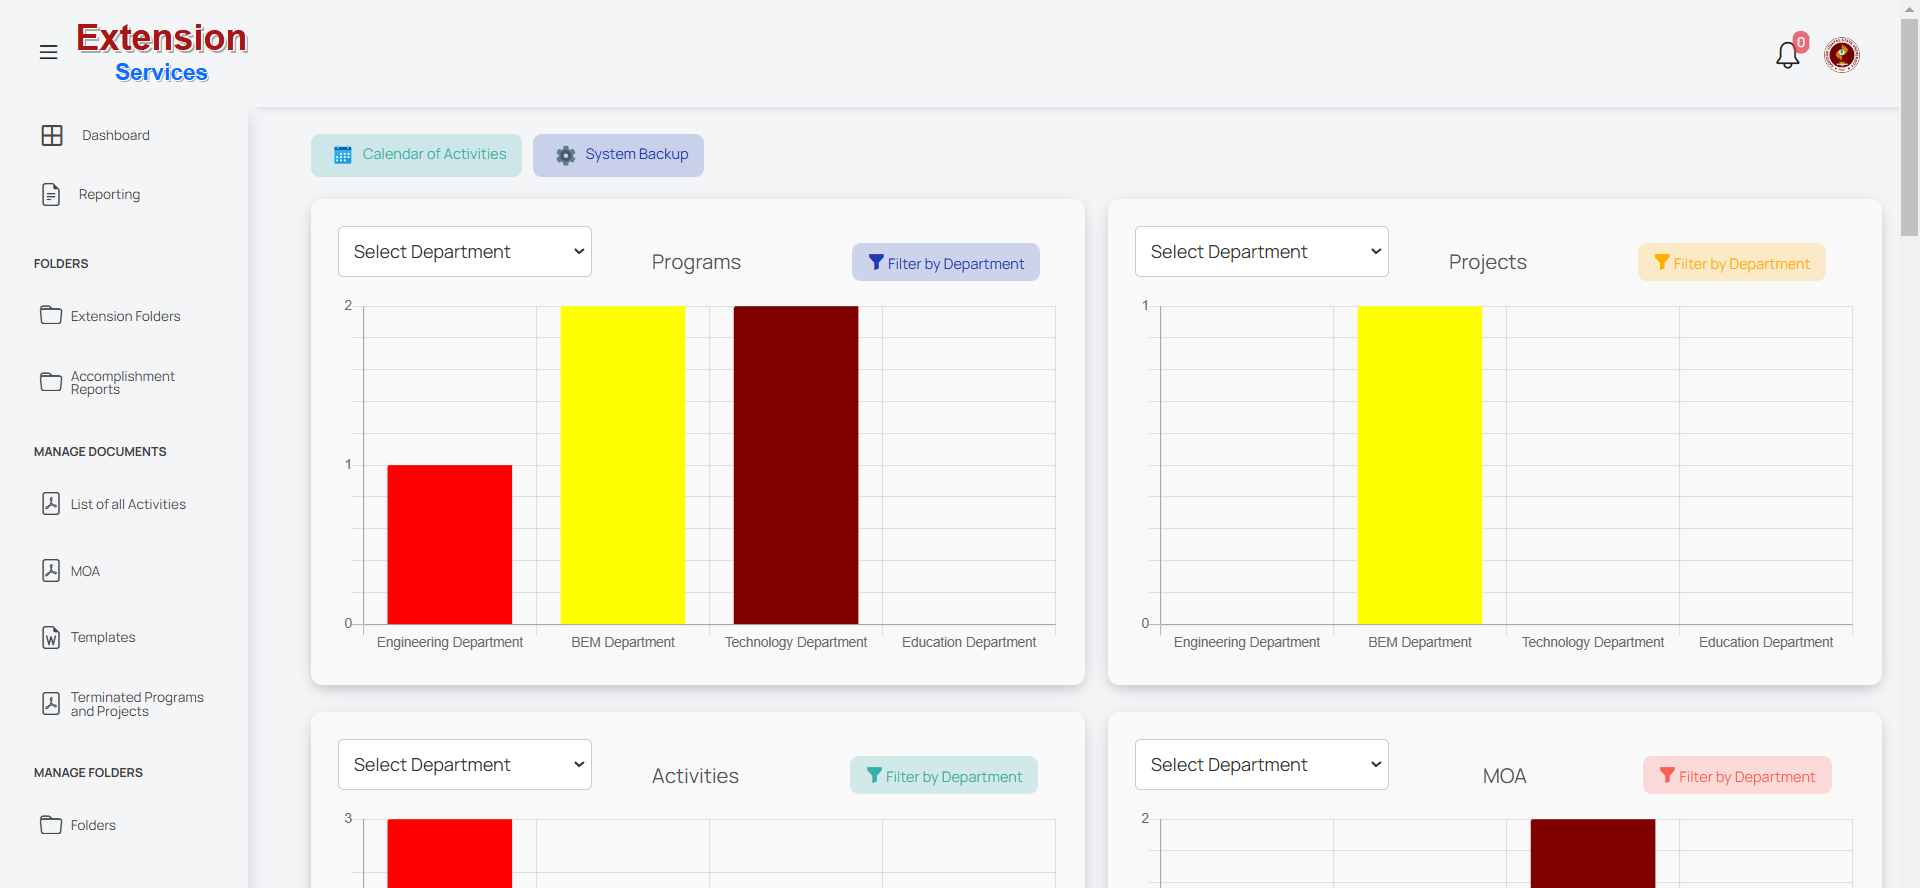 Extension
Services
0
Dashboard
Reporting
FOLDERS
Extension Folders
Accomplishment
Reports
MANAGE DOCUMENTS
List of all Activities
MOA
Templates
Terminated Programs
and Projects
MANAGE FOLDERS
Folders
Calendar of Activities
System Backup
Select Department
Programs
Filter by Department
2
1
0
Engineering Department
BEM Department
Technology Department
Education Department
Select Department
Projects
Filter by Department
1
0
Engineering Department
BEM Department
Technology Department
Education Department
Select Department
Activities
Filter by Department
3
Select Department
MOA
Filter by Department
2